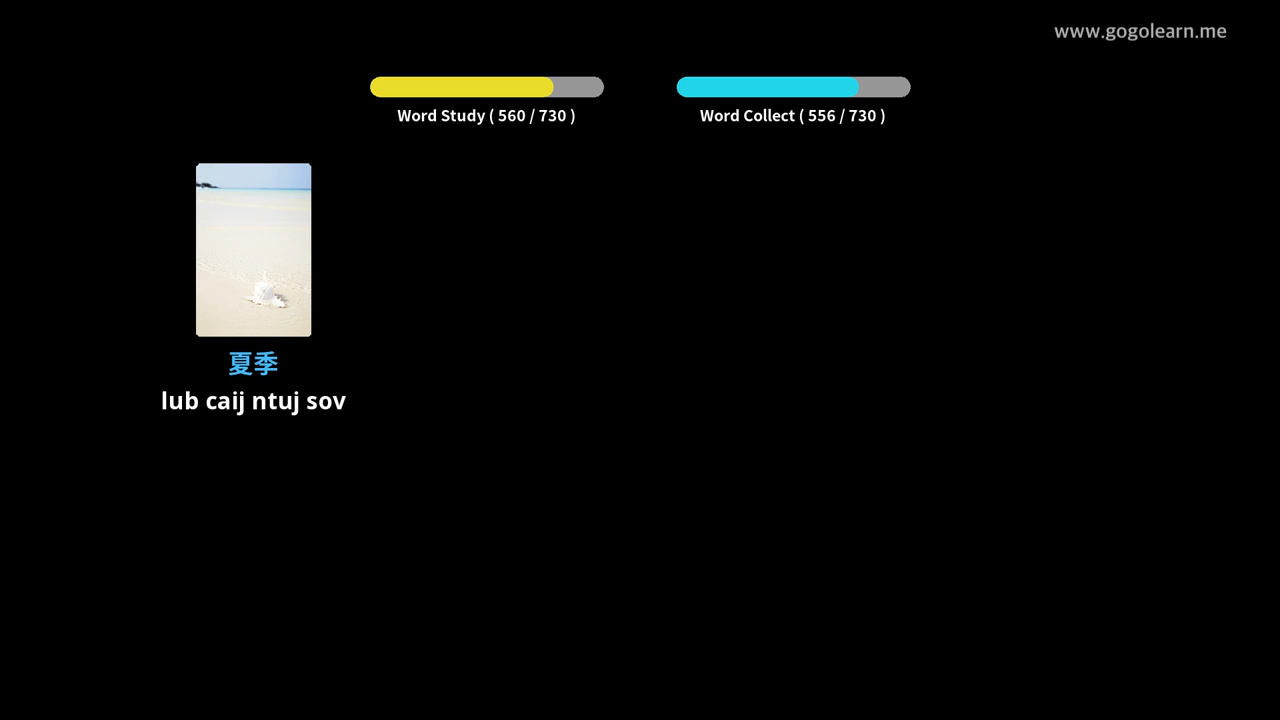 www.gogolearn.me
Word Study ( 560 / 730 )
Word Collect ( 556 / 730 )
夏季
lub caij ntuj sov